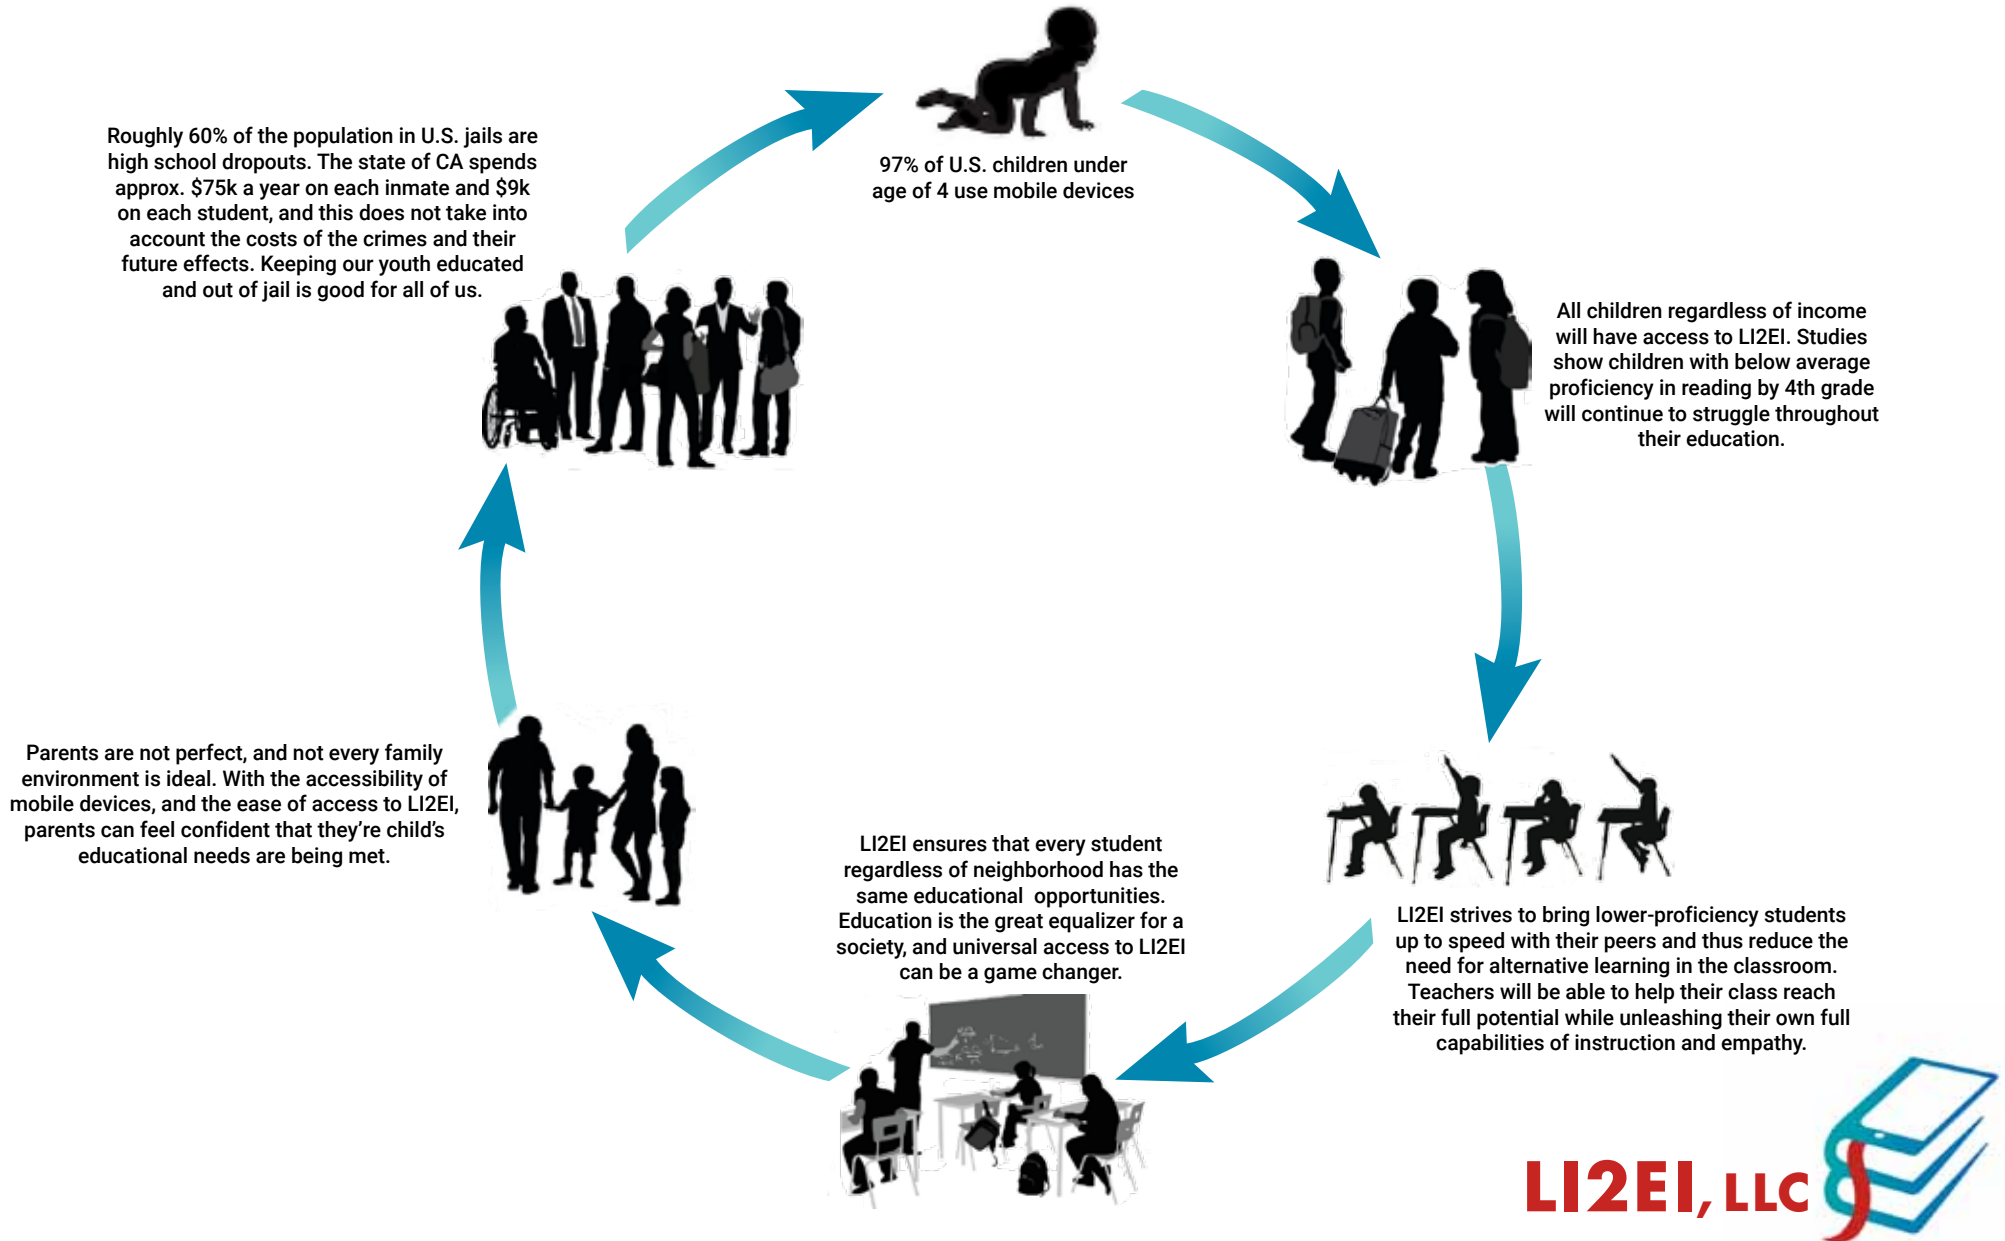 97% of U.S. children under
age of 4 use mobile devices
All children regardless of income
will have access to LI2EI. Studies
show children with below average
proficiency in reading by 4th grade
will continue to struggle throughout
their education.
LI2EI strives to bring lower-proficiency students
up to speed with their peers and thus reduce the
need for alternative learning in the classroom.
Teachers will be able to help their class reach
their full potential while unleashing their own full
capabilities of instruction and empathy.
LI2EI ensures that every student
regardless of neighborhood has the
same educational opportunities.
Education is the great equalizer for a
society, and universal access to LI2EI
can be a game changer.
Parents are not perfect, and not every family
environment is ideal. With the accessibility of
mobile devices, and the ease of access to LI2EI,
parents can feel confident that they're child's
educational needs are being met.
Roughly 60% of the population in U.S. jails are
high school dropouts. The state of CA spends
approx. $75k a year on each inmate and $9k
on each student, and this does not take into
account the costs of the crimes and their
future effects. Keeping our youth educated
and out of jail is good for all of us.
LI2EI, LLC